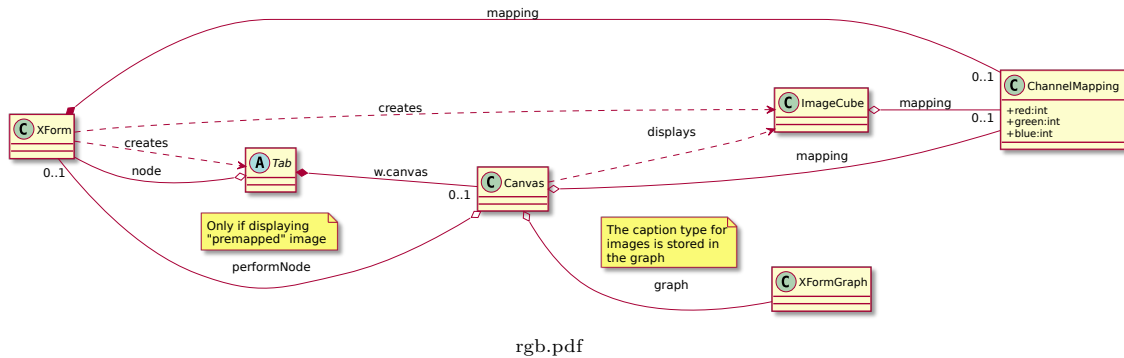 mapping
0..1
C ChannelMapping
+red:int
+green:int
+blue:int
C ImageCube
mapping
0..1
creates
C XForm
creates
displays
A Tab
node
0..1
w.canvas
0..1
C Canvas
mapping
Only if displaying
"premapped" image
The caption type for
images is stored in
the graph
performNode
graph
C XFormGraph
rgb.pdf